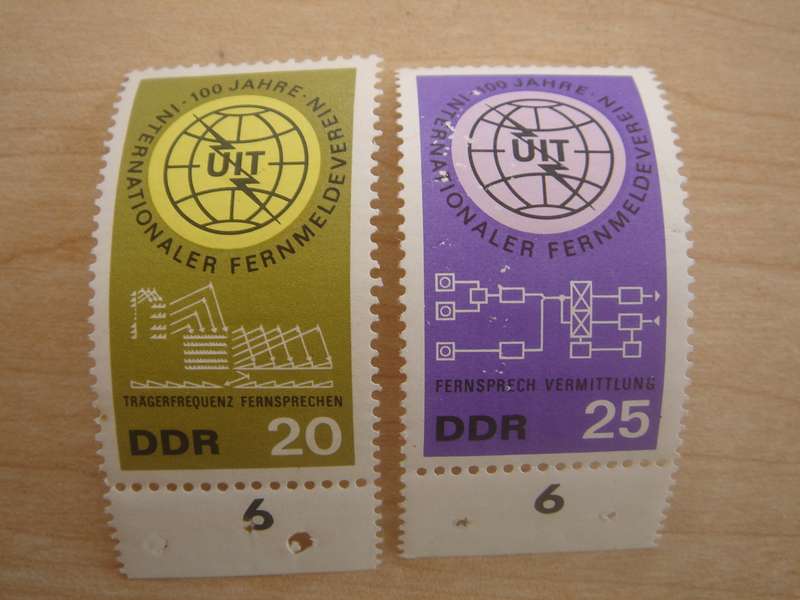 · 100 JAHRE · INTERNATIONALER FERNMELDEVEREIN
UIT
TRÄGERFREQUENZ FERNSPRECHEN
DDR 20
6
· 100 JAHRE · INTERNATIONALER FERNMELDEVEREIN
UIT
FERNSPRECH VERMITTLUNG
DDR 25
6